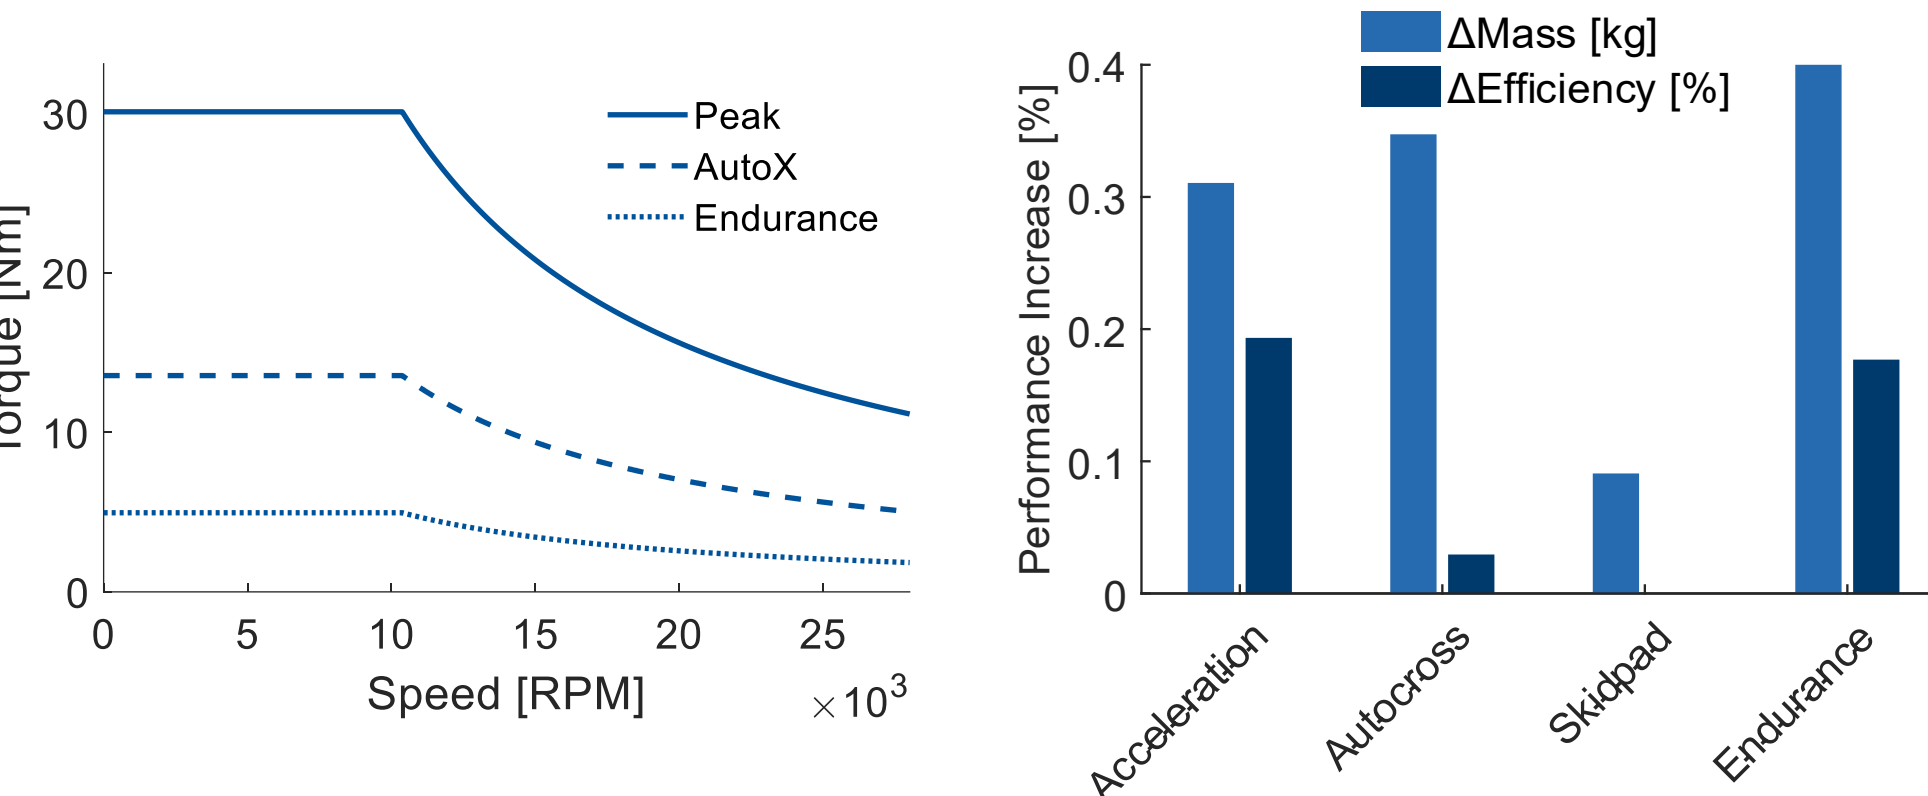 30
20
10
0
Torque [Nm]
0 5 10 15 20 25
Speed [RPM]
×10³
Peak
AutoX
Endurance
ΔMass [kg]
ΔEfficiency [%]
Performance Increase [%]
0.4
0.3
0.2
0.1
0
Acceleration
Autocross
Skidpad
Endurance